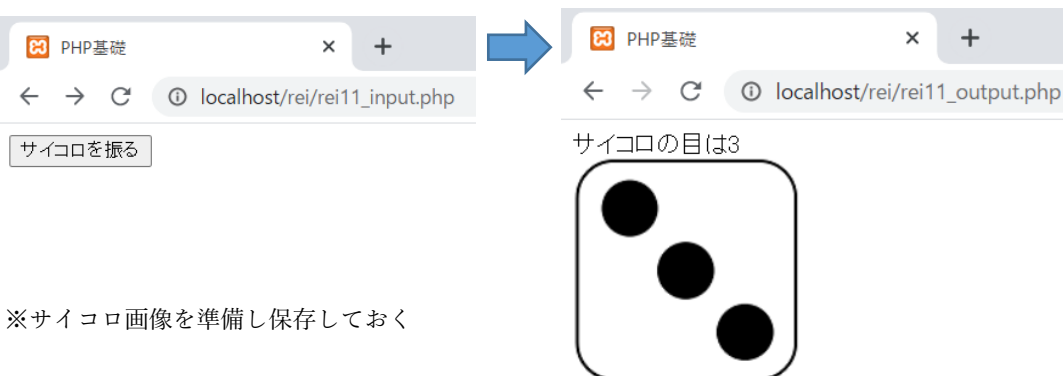 PHP基礎
localhost/rei/rei11_input.php
サイコロを振る
※サイコロ画像を準備し保存しておく
PHP基礎
localhost/rei/rei11_output.php
サイコロの目は3